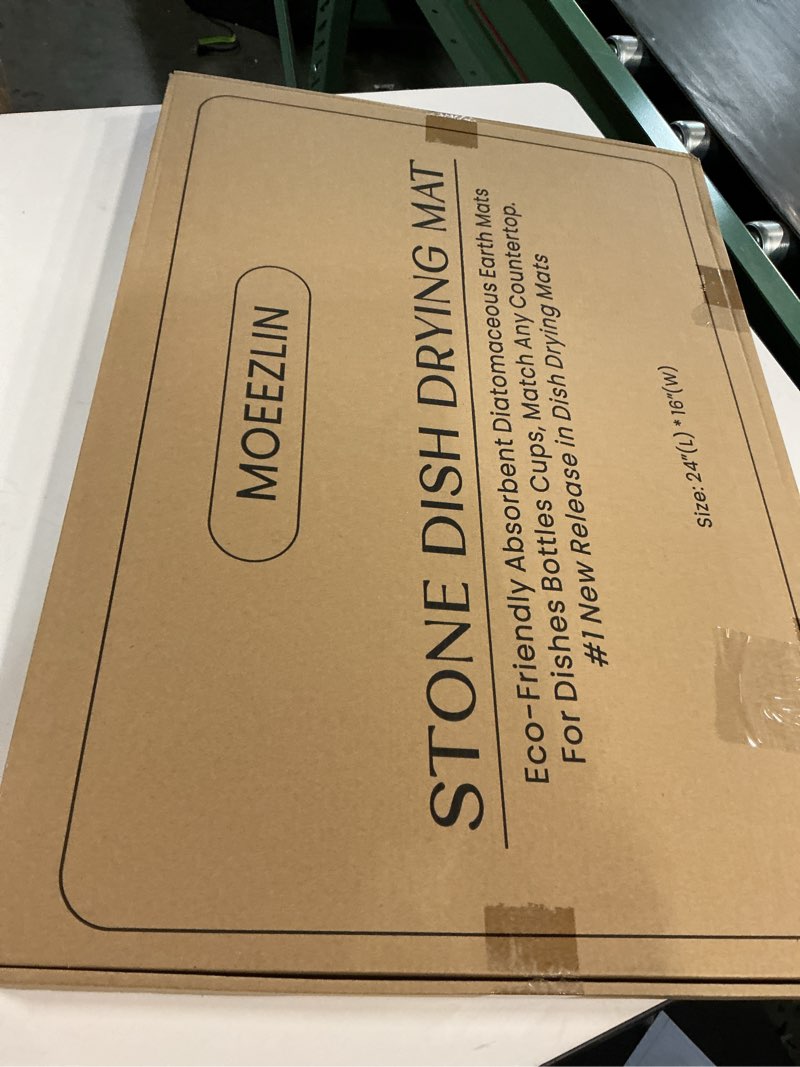 MOEEZLIN
STONE DISH DRYING MAT
Eco-Friendly Absorbent Diatomaceous Earth Mats
For Dishes Bottles Cups, Match Any Countertop.
#1 New Release in Dish Drying Mats
Size: 24"(L) * 16"(W)